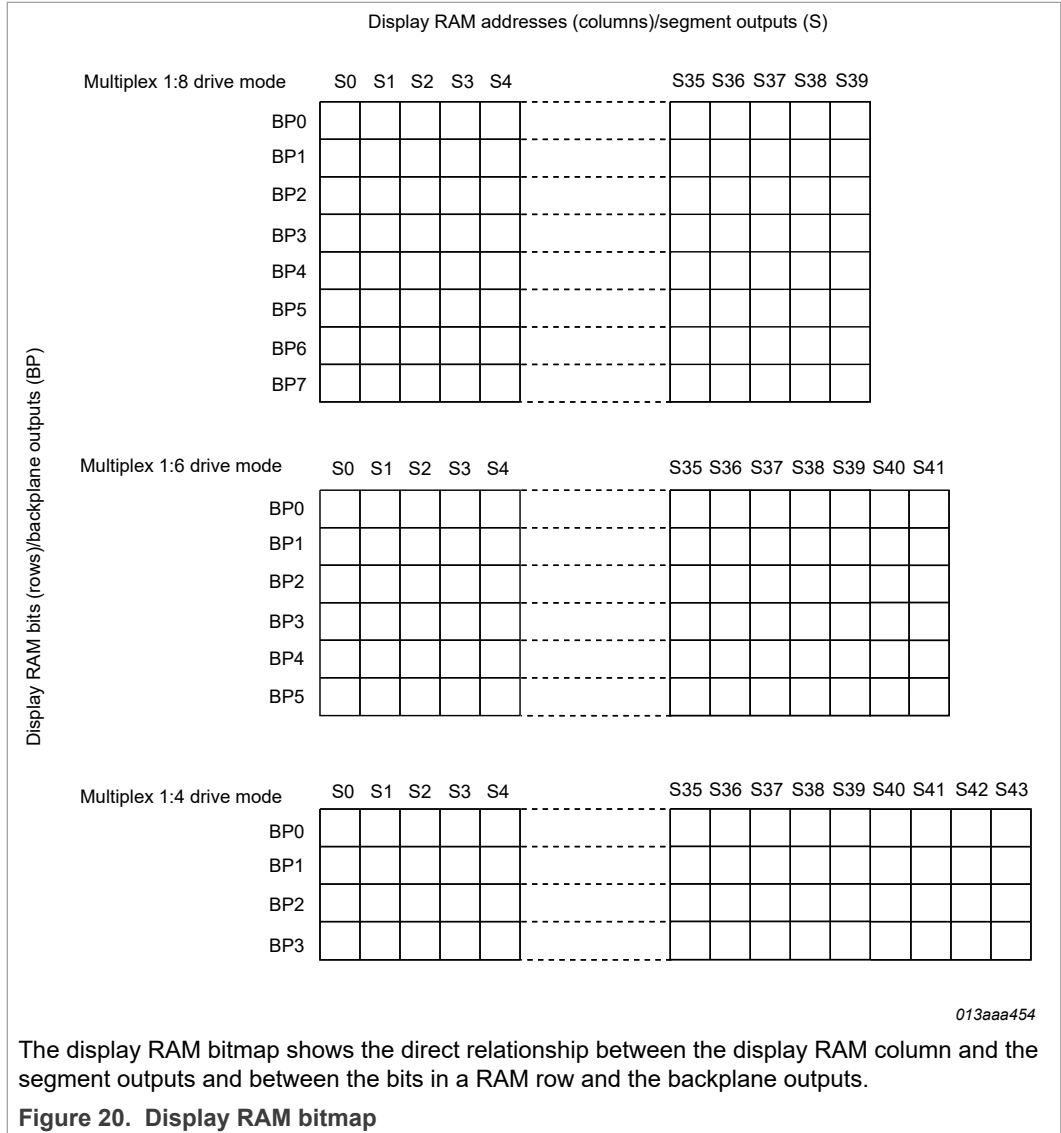 Display RAM addresses (columns)/segment outputs (S)
Display RAM bits (rows)/backplane outputs (BP)
Multiplex 1:8 drive mode S0 S1 S2 S3 S4 S35 S36 S37 S38 S39
BP0
BP1
BP2
BP3
BP4
BP5
BP6
BP7
Multiplex 1:6 drive mode S0 S1 S2 S3 S4 S35 S36 S37 S38 S39 S40 S41
BP0
BP1
BP2
BP3
BP4
BP5
Multiplex 1:4 drive mode S0 S1 S2 S3 S4 S35 S36 S37 S38 S39 S40 S41 S42 S43
BP0
BP1
BP2
BP3
013aaa454
The display RAM bitmap shows the direct relationship between the display RAM column and the
segment outputs and between the bits in a RAM row and the backplane outputs.
Figure 20. Display RAM bitmap